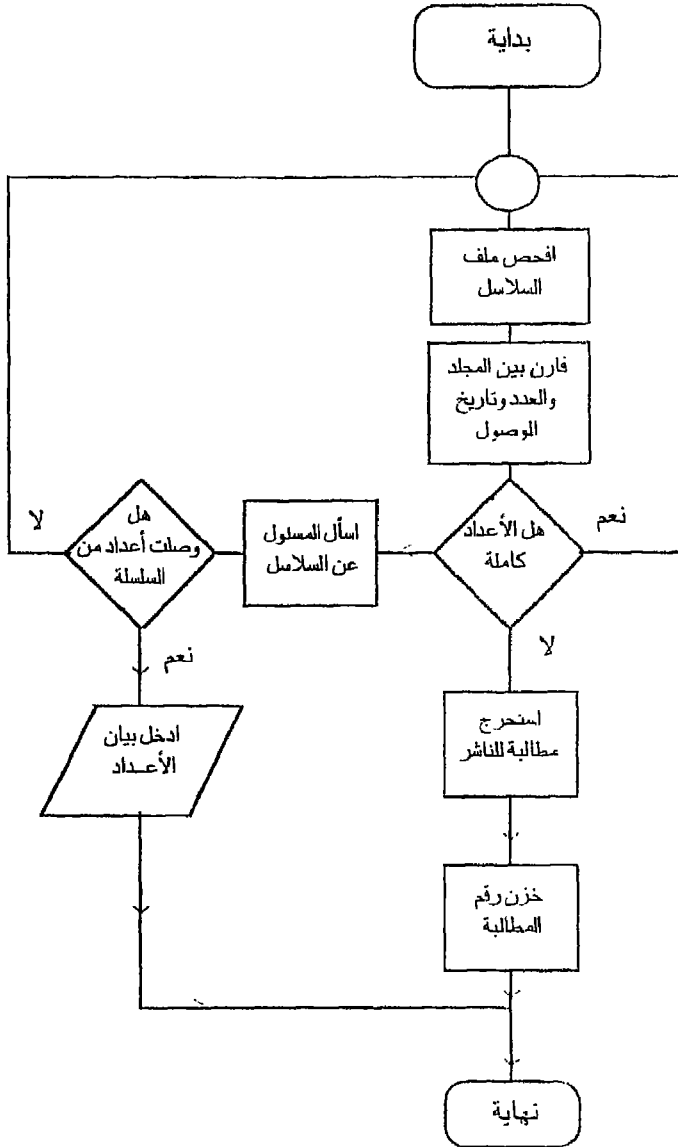 بداية
افحص ملف
السلاسل
قارن بين المجلد
والعدد وتاريخ
الوصول
هل الأعداد
كاملة
نعم
لا
اسأل المسئول
عن السلاسل
هل
وصلت أعداد من
السلسلة
لا
نعم
ادخل بيان
الأعداد
استخرج
مطالبة للناشر
خزن رقم
المطالبة
نهاية